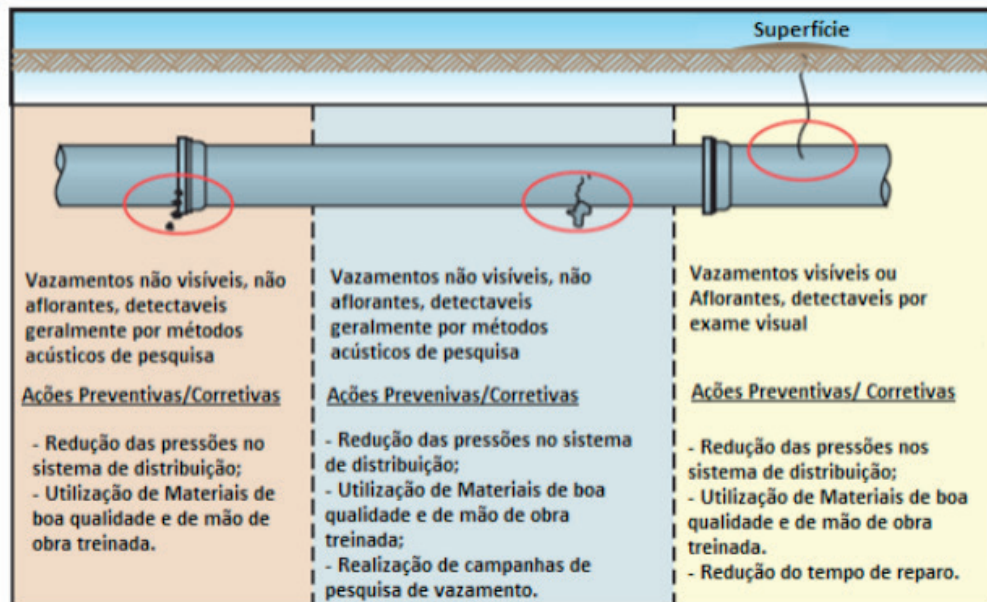 Superfície
Vazamentos não visíveis, não
aflorantes, detectaveis
geralmente por métodos
acústicos de pesquisa
Ações Preventivas/Corretivas
- Redução das pressões no
sistema de distribuição;
- Utilização de Materiais de
boa qualidade e de mão de
obra treinada.
Vazamentos não visíveis, não
aflorantes, detectaveis
geralmente por métodos
acústicos de pesquisa
Ações Prevenivas/Corretivas
- Redução das pressões no sistema
de distribuição;
- Utilização de Materiais de boa
qualidade e de mão de obra
treinada;
- Realização de campanhas de
pesquisa de vazamento.
Vazamentos visíveis ou
Aflorantes, detectaveis por
exame visual
Ações Preventivas/ Corretivas
- Redução das pressões nos
sistema de distribuição;
- Utilização de Materiais de boa
qualidade e de mão de obra
treinada.
- Redução do tempo de reparo.